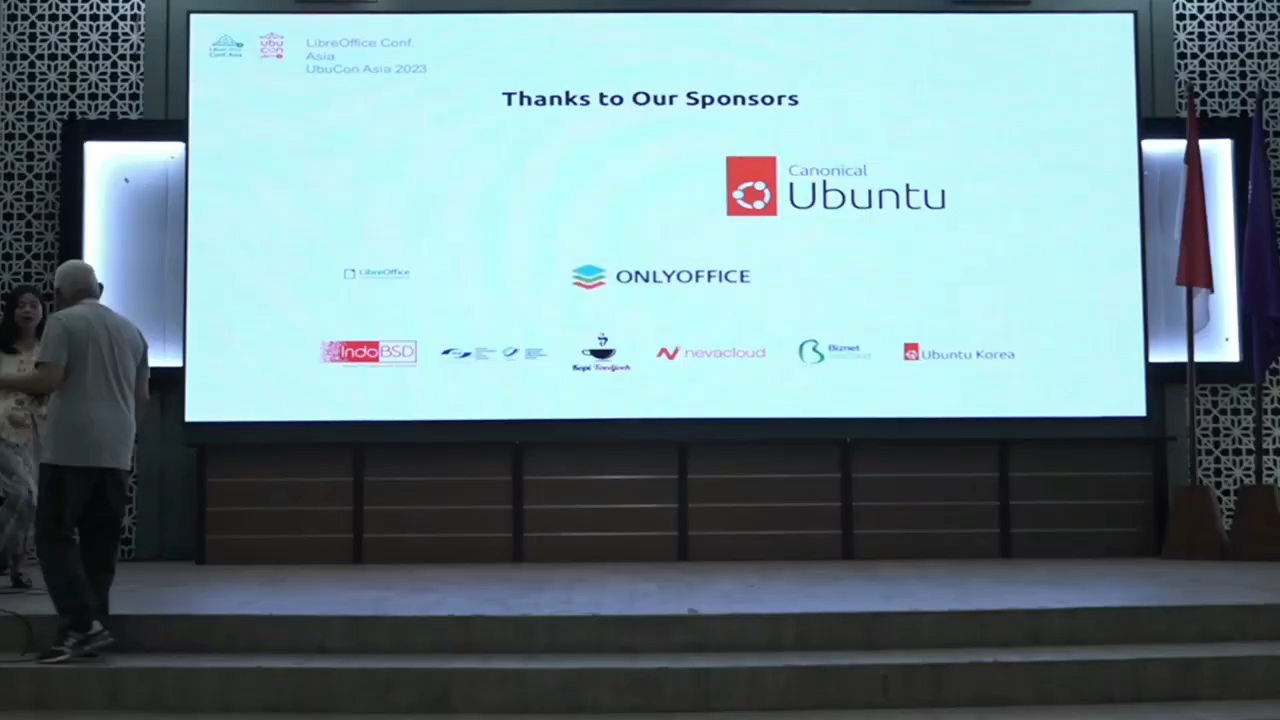 LibreOffice Conf.
Asia
UbuCon Asia 2023
Thanks to Our Sponsors
Canonical
Ubuntu
LibreOffice
ONLYOFFICE
IndoBSD
nevacloud
Biznet
Ubuntu Korea